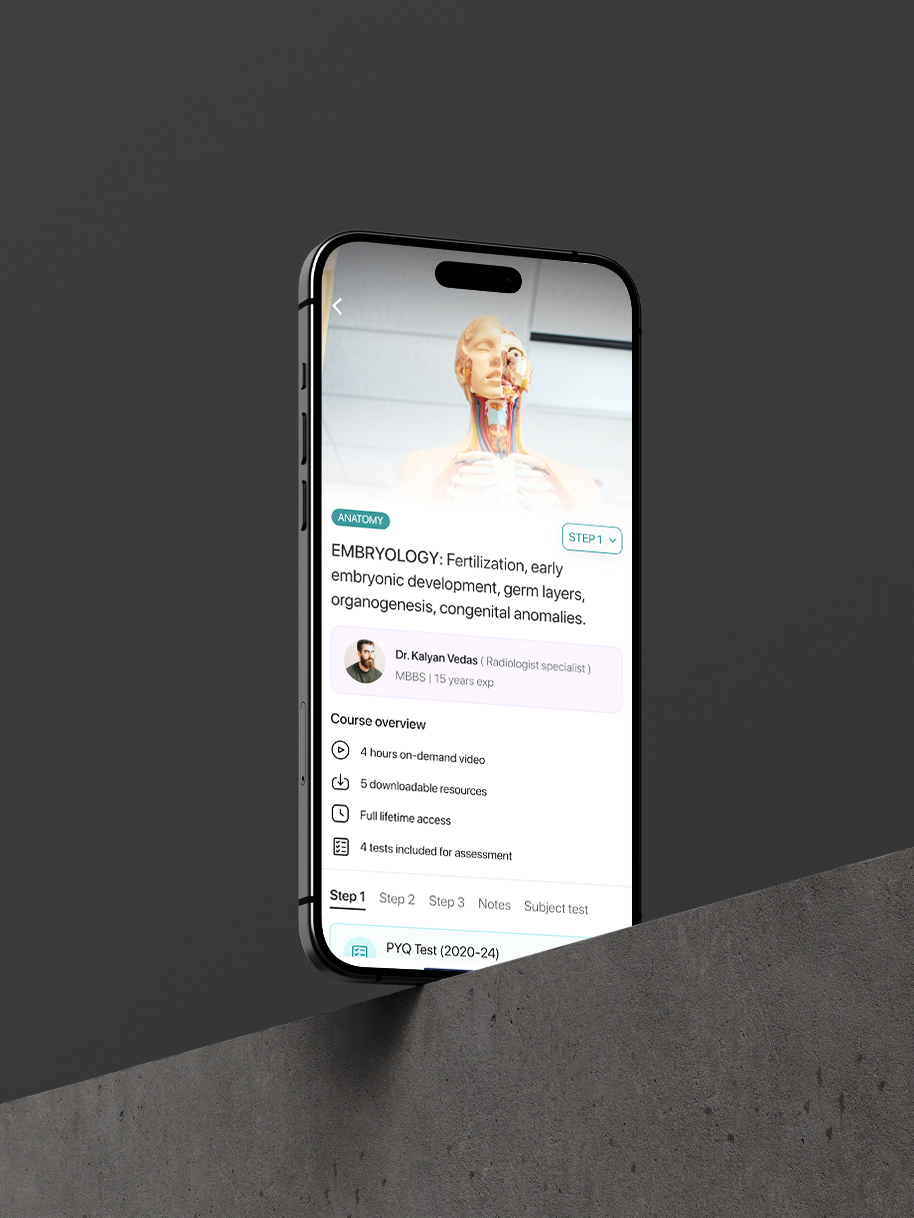 ANATOMY
STEP 1
EMBRYOLOGY: Fertilization, early
embryonic development, germ layers,
organogenesis, congenital anomalies.
Dr. Kalyan Vedas ( Radiologist specialist )
MBBS | 15 years exp
Course overview
4 hours on-demand video
5 downloadable resources
Full lifetime access
4 tests included for assessment
Step 1 Step 2 Step 3 Notes Subject test
PYQ Test (2020-24)